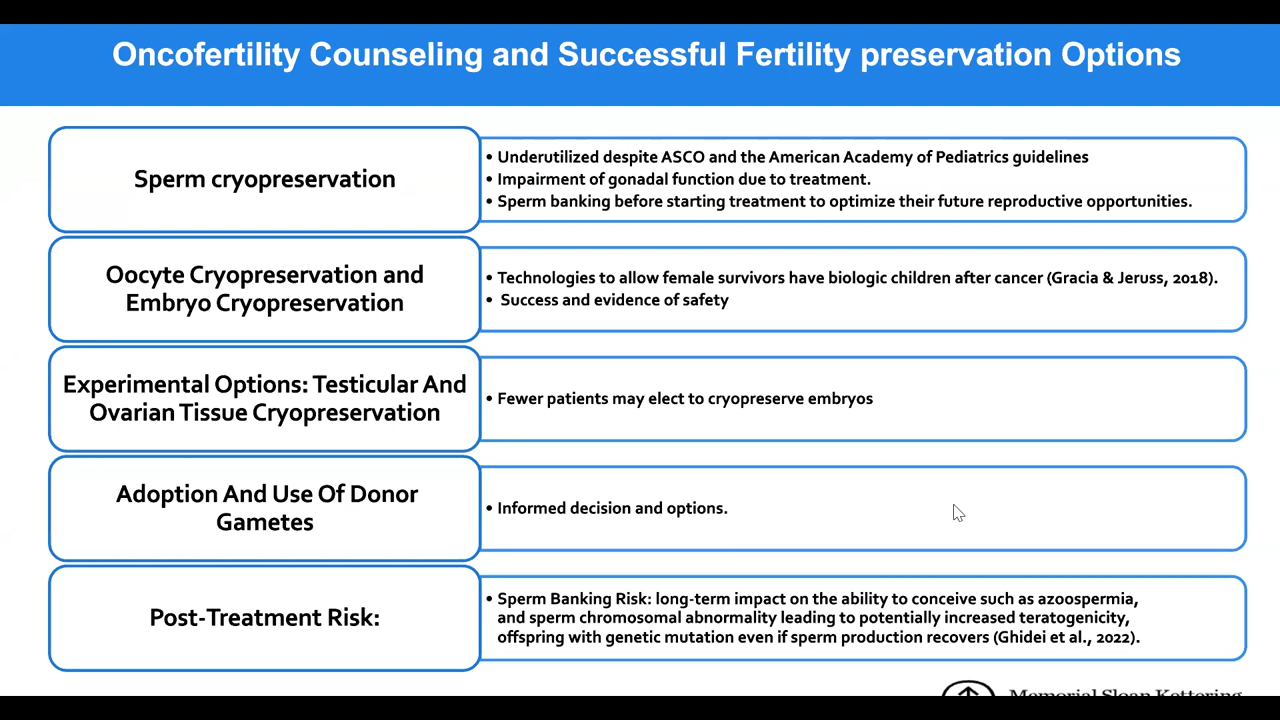 Oncofertility Counseling and Successful Fertility preservation Options
Sperm cryopreservation
• Underutilized despite ASCO and the American Academy of Pediatrics guidelines
• Impairment of gonadal function due to treatment.
• Sperm banking before starting treatment to optimize their future reproductive opportunities.
Oocyte Cryopreservation and
Embryo Cryopreservation
• Technologies to allow female survivors have biologic children after cancer (Gracia & Jeruss, 2018).
• Success and evidence of safety
Experimental Options: Testicular And
Ovarian Tissue Cryopreservation
• Fewer patients may elect to cryopreserve embryos
Adoption And Use Of Donor
Gametes
• Informed decision and options.
Post-Treatment Risk:
• Sperm Banking Risk: long-term impact on the ability to conceive such as azoospermia,
and sperm chromosomal abnormality leading to potentially increased teratogenicity,
offspring with genetic mutation even if sperm production recovers (Ghidei et al., 2022).
Memorial Sloan Kettering